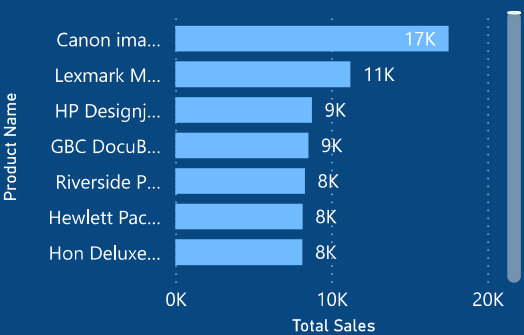 Product Name
Canon ima... 17K
Lexmark M... 11K
HP Designj... 9K
GBC DocuB... 9K
Riverside P... 8K
Hewlett Pac... 8K
Hon Deluxe... 8K
0K 10K 20K
Total Sales